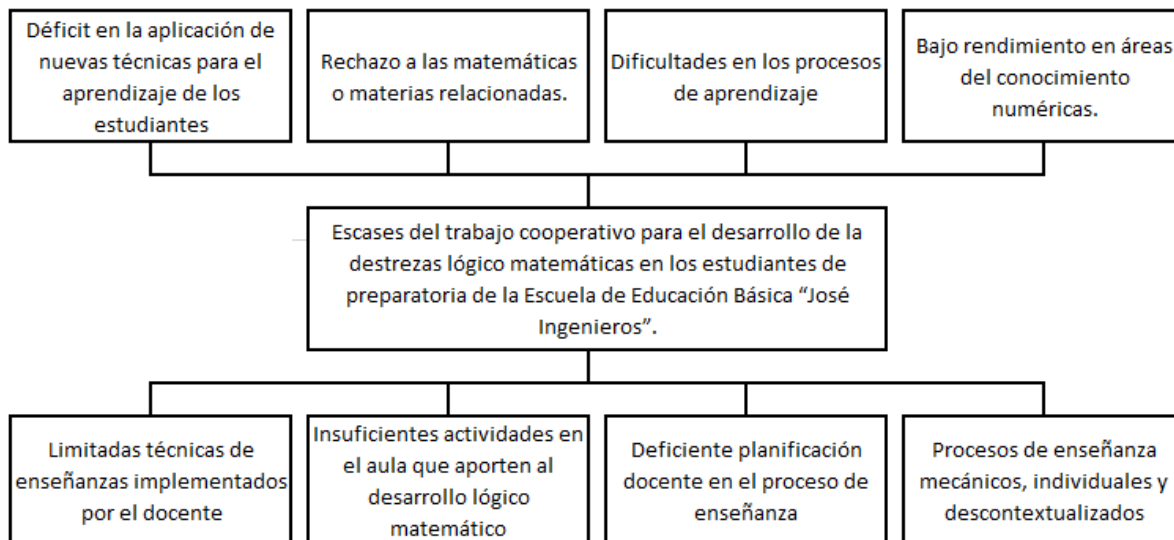 Déficit en la aplicación de
nuevas técnicas para el
aprendizaje de los
estudiantes
Rechazo a las matemáticas
o materias relacionadas.
Dificultades en los procesos
de aprendizaje
Bajo rendimiento en áreas
del conocimiento
numéricas.
Escases del trabajo cooperativo para el desarrollo de la
destrezas lógico matemáticas en los estudiantes de
preparatoria de la Escuela de Educación Básica “José
Ingenieros”.
Limitadas técnicas de
enseñanzas implementados
por el docente
Insuficientes actividades en
el aula que aporten al
desarrollo lógico
matemático
Deficiente planificación
docente en el proceso de
enseñanza
Procesos de enseñanza
mecánicos, individuales y
descontextualizados